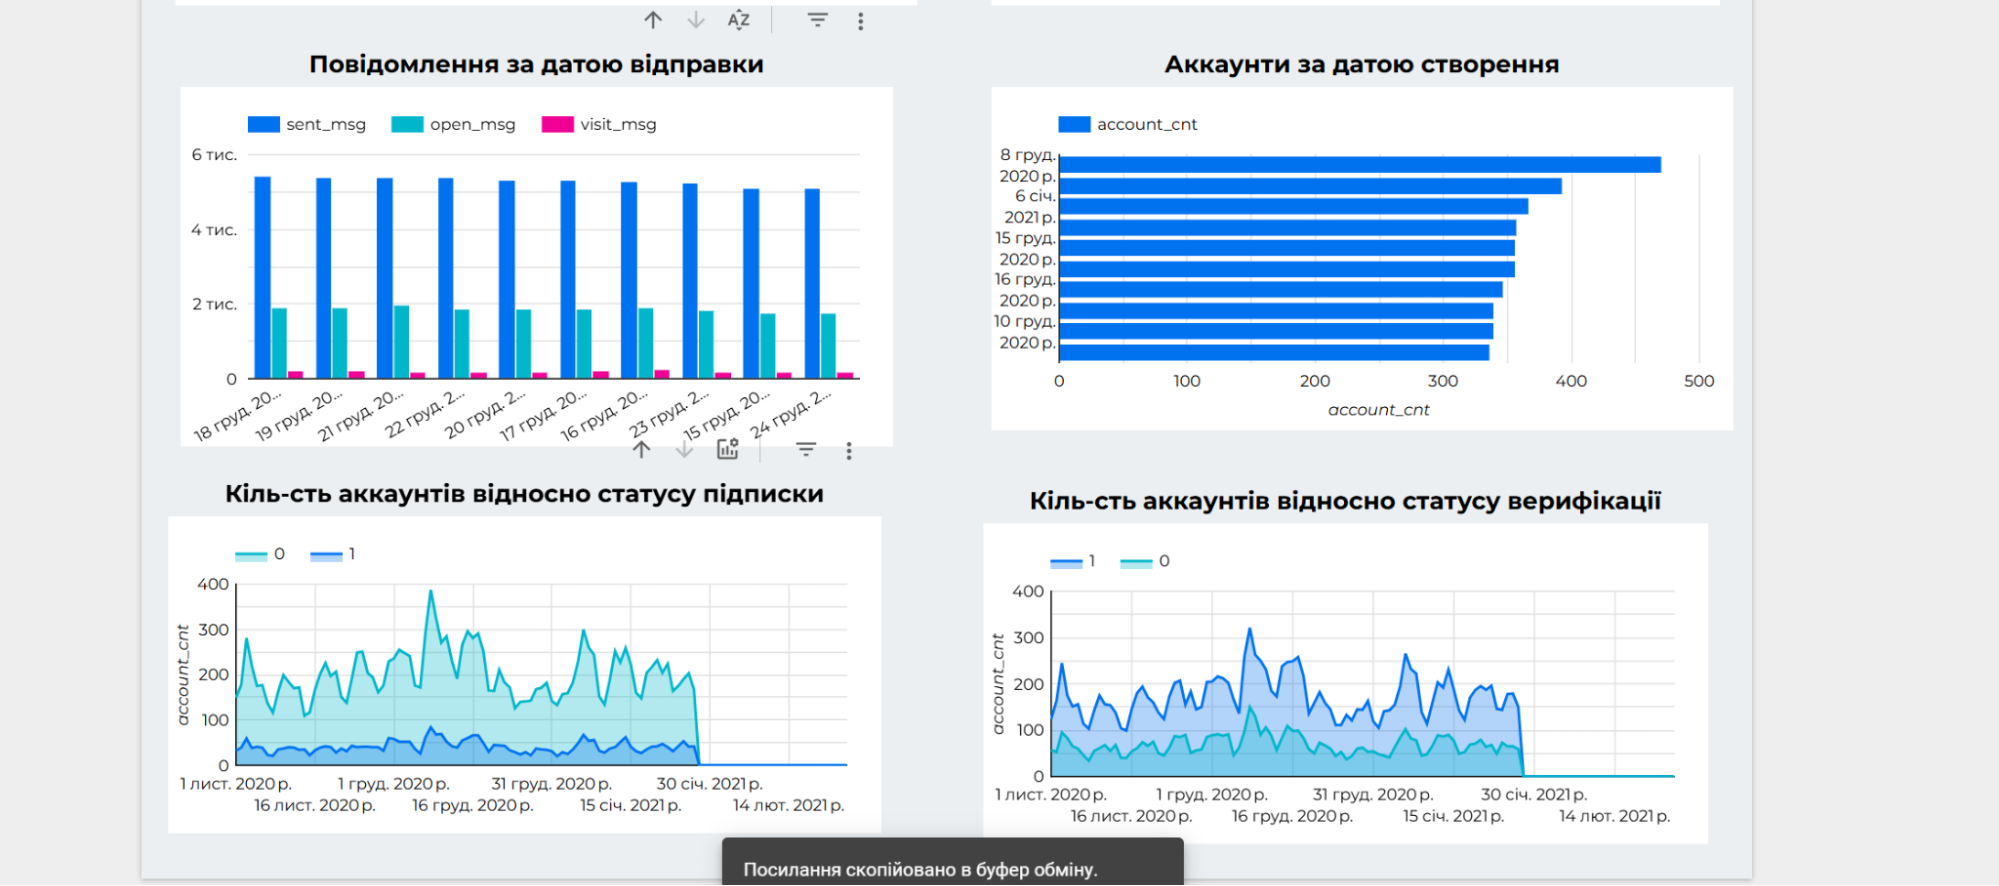 Повідомлення за датою відправки
sent_msg open_msg visit_msg
6 тис.
4 тис.
2 тис.
0
18 груд. 20...
19 груд. 20...
21 груд. 20...
22 груд. 2...
20 груд. 2...
17 груд. 20...
16 груд. 20...
23 груд. 2...
15 груд. 20...
24 груд. 2...
Аккаунти за датою створення
account_cnt
8 груд.
2020 р.
6 січ.
2021 р.
15 груд.
2020 р.
16 груд.
2020 р.
10 груд.
2020 р.
0 100 200 300 400 500
account_cnt
Кіль-сть аккаунтів відносно статусу підписки
0 1
account_cnt
400
300
200
100
0
1 лист. 2020 р. 1 груд. 2020 р. 31 груд. 2020 р. 30 січ. 2021 р.
16 лист. 2020 р. 16 груд. 2020 р. 15 січ. 2021 р. 14 лют. 2021 р.
Кіль-сть аккаунтів відносно статусу верифікації
1 0
account_cnt
400
300
200
100
0
1 лист. 2020 р. 1 груд. 2020 р. 31 груд. 2020 р. 30 січ. 2021 р.
16 лист. 2020 р. 16 груд. 2020 р. 15 січ. 2021 р. 14 лют. 2021 р.
Посилання скопійовано в буфер обміну.